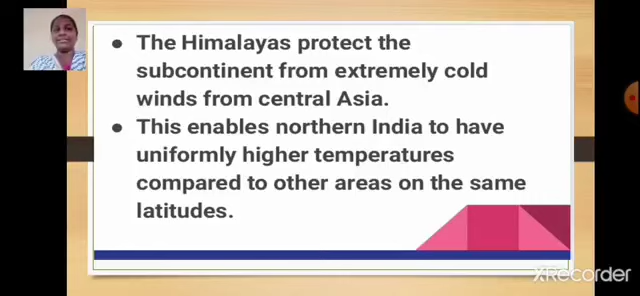 ● The Himalayas protect the
subcontinent from extremely cold
winds from central Asia.
● This enables northern India to have
uniformly higher temperatures
compared to other areas on the same
latitudes.
XRecorder